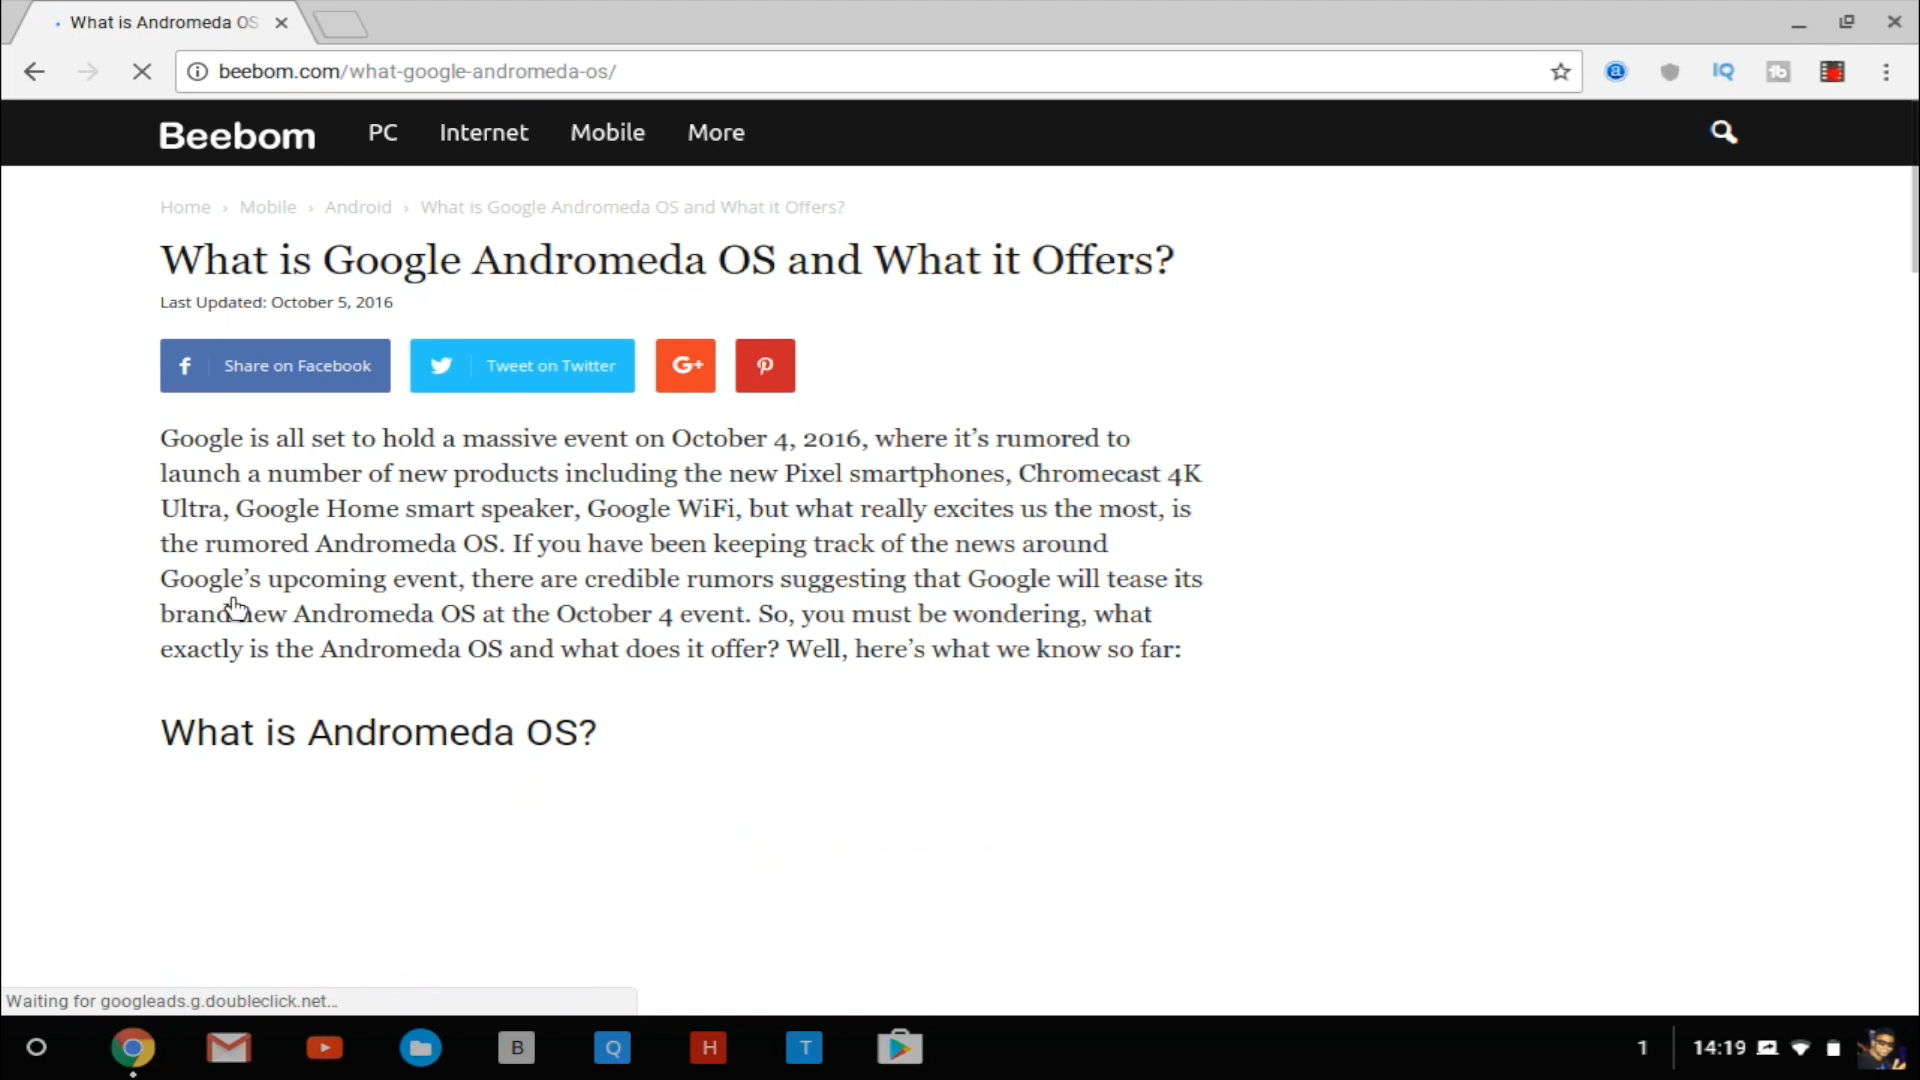 What is Andromeda OS
beebom.com/what-google-andromeda-os/
IQ
Beebom PC Internet Mobile More
Home › Mobile › Android › What is Google Andromeda OS and What it Offers?
What is Google Andromeda OS and What it Offers?
Last Updated: October 5, 2016
Share on Facebook
Tweet on Twitter
G+
Google is all set to hold a massive event on October 4, 2016, where it’s rumored to
launch a number of new products including the new Pixel smartphones, Chromecast 4K
Ultra, Google Home smart speaker, Google WiFi, but what really excites us the most, is
the rumored Andromeda OS. If you have been keeping track of the news around
Google’s upcoming event, there are credible rumors suggesting that Google will tease its
brand new Andromeda OS at the October 4 event. So, you must be wondering, what
exactly is the Andromeda OS and what does it offer? Well, here’s what we know so far:
What is Andromeda OS?
Waiting for googleads.g.doubleclick.net...
B Q H T
1 14:19